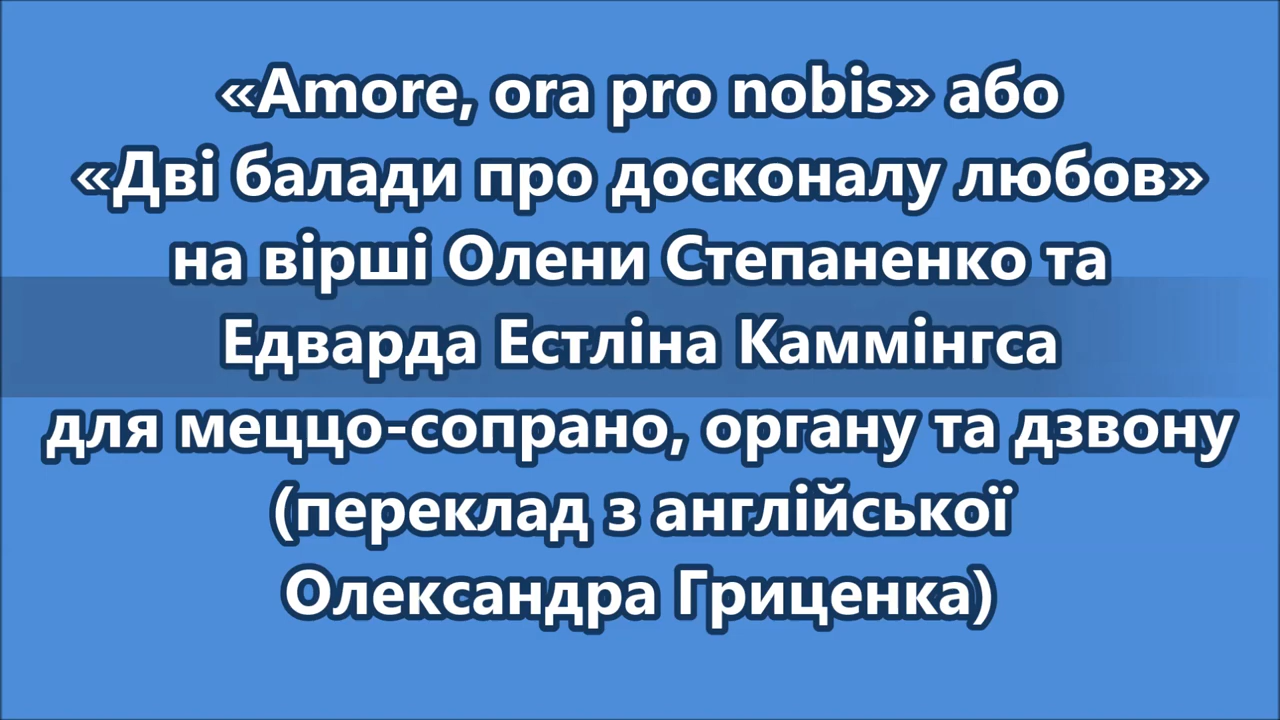 «Amore, ora pro nobis» або
«Дві балади про досконалу любов»
на вірші Олени Степаненко та
Едварда Естліна Каммінгса
для меццо-сопрано, органу та дзвону
(переклад з англійської
Олександра Гриценка)